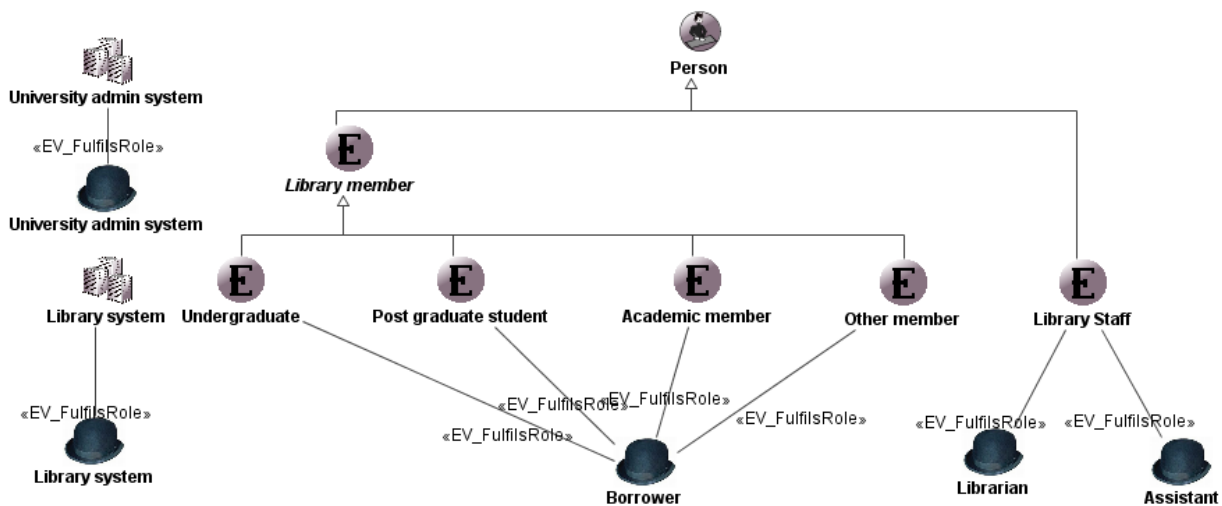 Person
University admin system
«EV_FulfilsRole»
E
Library member
University admin system
E
E
E
E
E
Library system
Undergraduate
Post graduate student
Academic member
Other member
Library Staff
«EV_FulfilsRole»
«EV_FulfilsRole»
«EV_FulfilsRole»
«EV_FulfilsRole»
«EV_FulfilsRole»
«EV_FulfilsRole»
«EV_FulfilsRole»
Library system
Borrower
Librarian
Assistant